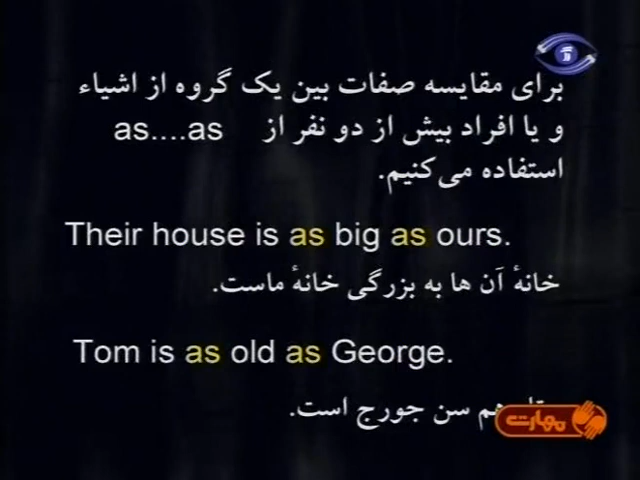 برای مقایسه صفات بین یک گروه از اشیاء
و یا افراد بیش از دو نفر از as....as
استفاده می‌کنیم.
Their house is as big as ours.
خانهٔ آن ها به بزرگی خانهٔ ماست.
Tom is as old as George.
هم سن جورج است.
مهارت